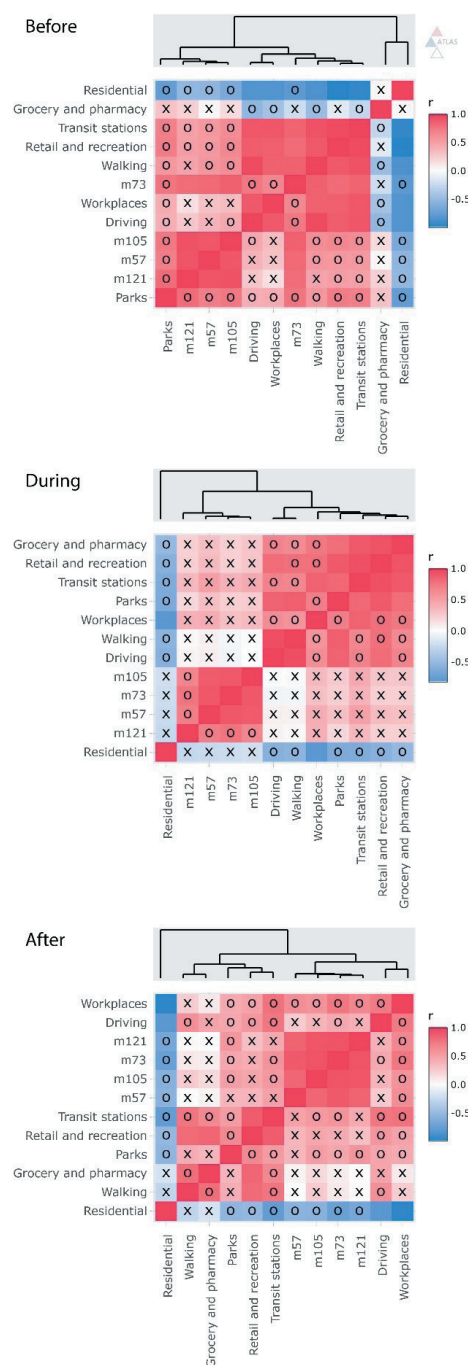 Before
ATLAS
Residential o o o o o x
Grocery and pharmacy x x x x o o x o x o x
Transit stations o o o o o
Retail and recreation o o o o x
Walking o x o o o
m73 o o o x o
Workplaces o x x x o o
Driving o x x o o o
m105 o o x o o o x o
m57 o x x o o o x o
m121 o x x x o o x o
Parks o o o o o o o o o x o
r
1.0
0.5
0.0
-0.5
Parks
m121
m57
m105
Driving
Workplaces
m73
Walking
Retail and recreation
Transit stations
Grocery and pharmacy
Residential
During
Grocery and pharmacy o x x x x o o o
Retail and recreation o x x x x o o
Transit stations o x x x x o o
Parks o x x x x o
Workplaces x x x x o o o o o
Walking o x x x x o o o
Driving o x x x x o o o
m105 x o x x x x x x x
m73 x o x x x x x x x
m57 x o x x x x x x x
m121 x o o o x x x x x x x
Residential x x x x o o o o o o
r
1.0
0.5
0.0
-0.5
Residential
m121
m57
m73
m105
Driving
Walking
Workplaces
Parks
Transit stations
Retail and recreation
Grocery and pharmacy
After
Workplaces x x o o o o o o o o
Driving o x o o o x x o x o
m121 o x x o x o x o
m73 o x x o x o o o
m105 o x x o x o x o
m57 o x x x x x x o
Transit stations o o o o x o o o o o
Retail and recreation o o x x x x o o
Parks o x x o o o o o o o o
Grocery and pharmacy x o x o x x x x x x
Walking x o x o x x x x o x
Residential x x o o o o o o o
r
1.0
0.5
0.0
-0.5
Residential
Walking
Grocery and pharmacy
Parks
Retail and recreation
Transit stations
m57
m105
m73
m121
Driving
Workplaces